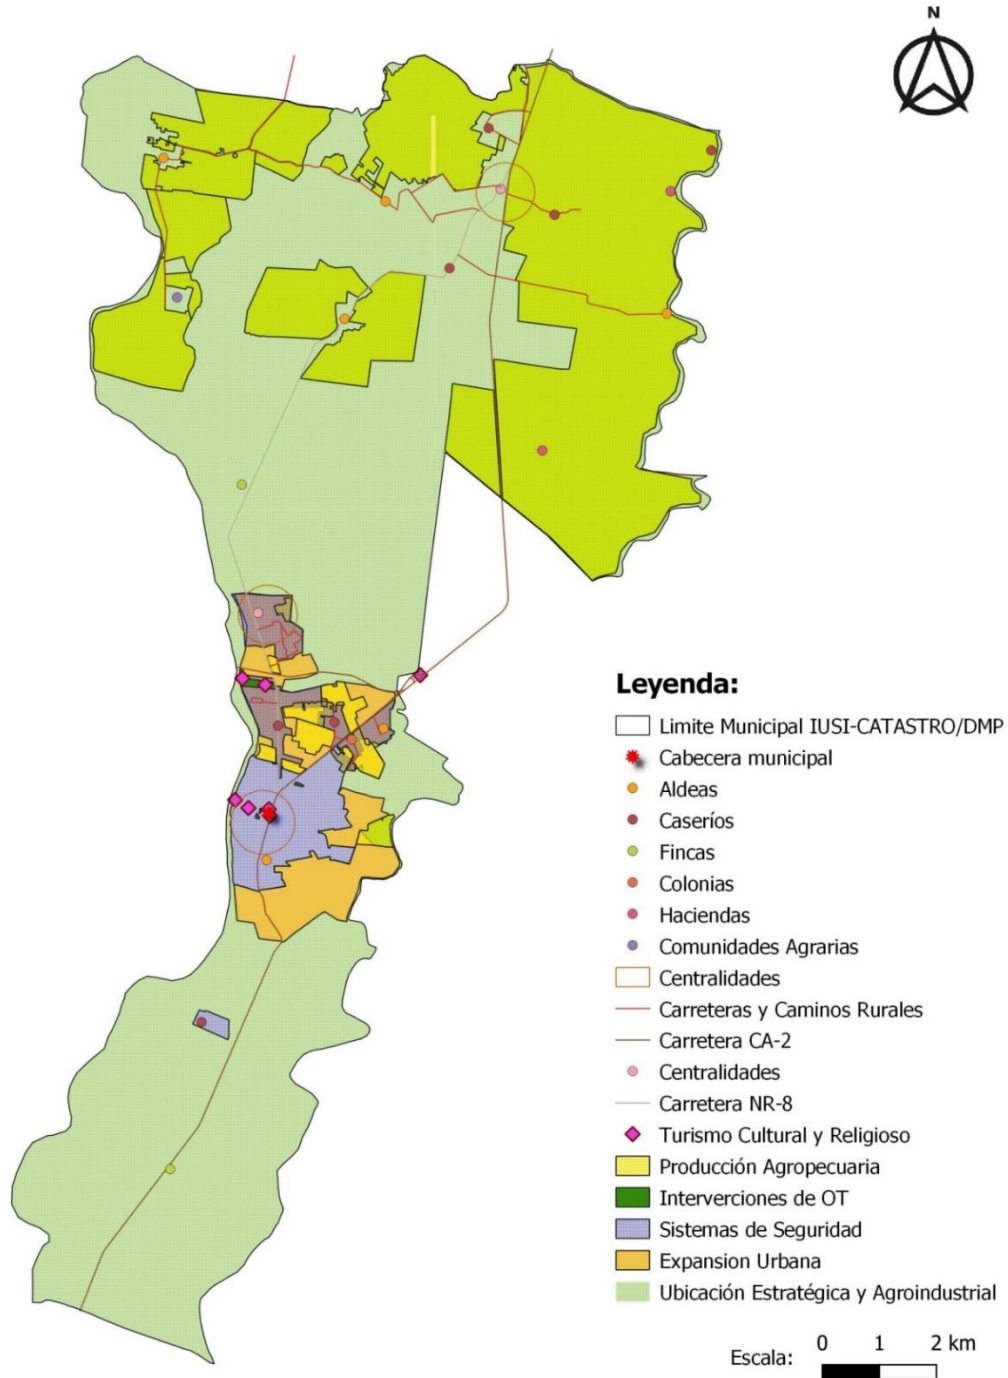 N
Leyenda:
Limite Municipal IUSI-CATASTRO/DMP
Cabecera municipal
Aldeas
Caseríos
Fincas
Colonias
Haciendas
Comunidades Agrarias
Centralidades
Carreteras y Caminos Rurales
Carretera CA-2
Centralidades
Carretera NR-8
Turismo Cultural y Religioso
Producción Agropecuaria
Interverciones de OT
Sistemas de Seguridad
Expansion Urbana
Ubicación Estratégica y Agroindustrial
Escala: 0 1 2 km